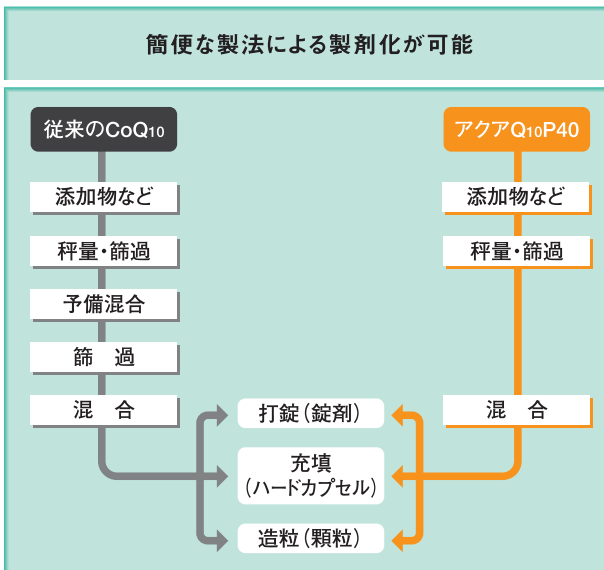 簡便な製法による製剤化が可能
従来のCoQ10
添加物など
秤量・篩過
予備混合
篩　過
混　合
アクアQ10P40
添加物など
秤量・篩過
混　合
打錠（錠剤）
充填
（ハードカプセル）
造粒（顆粒）